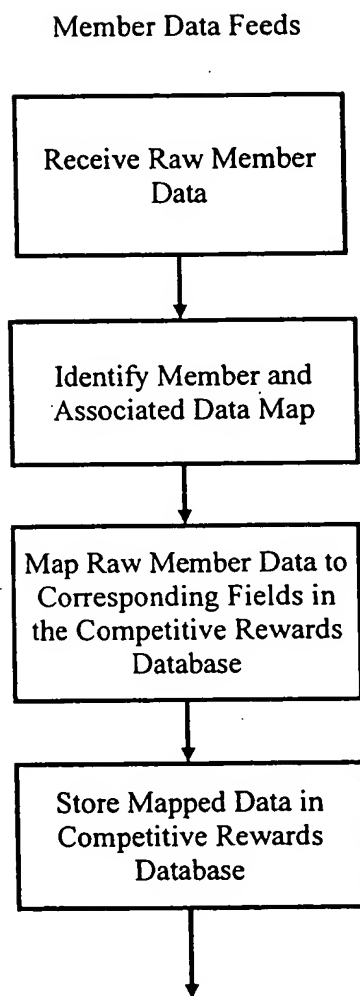 Member Data Feeds
Receive Raw Member
Data
Identify Member and
Associated Data Map
Map Raw Member Data to
Corresponding Fields in
the Competitive Rewards
Database
Store Mapped Data in
Competitive Rewards
Database